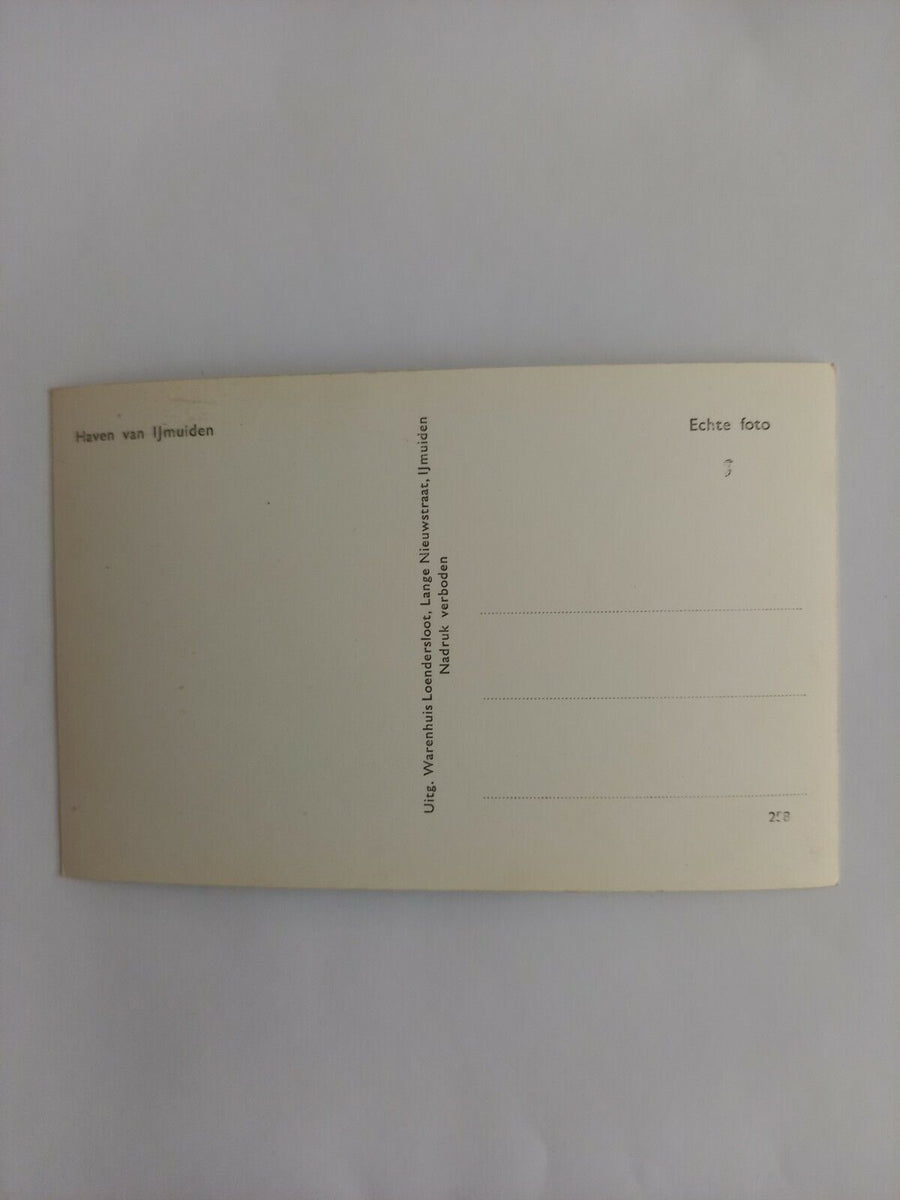 Haven van IJmuiden
Uitg. Warenhuis Loendersloot, Lange Nieuwstraat, IJmuiden
Nadruk verboden
Echte foto